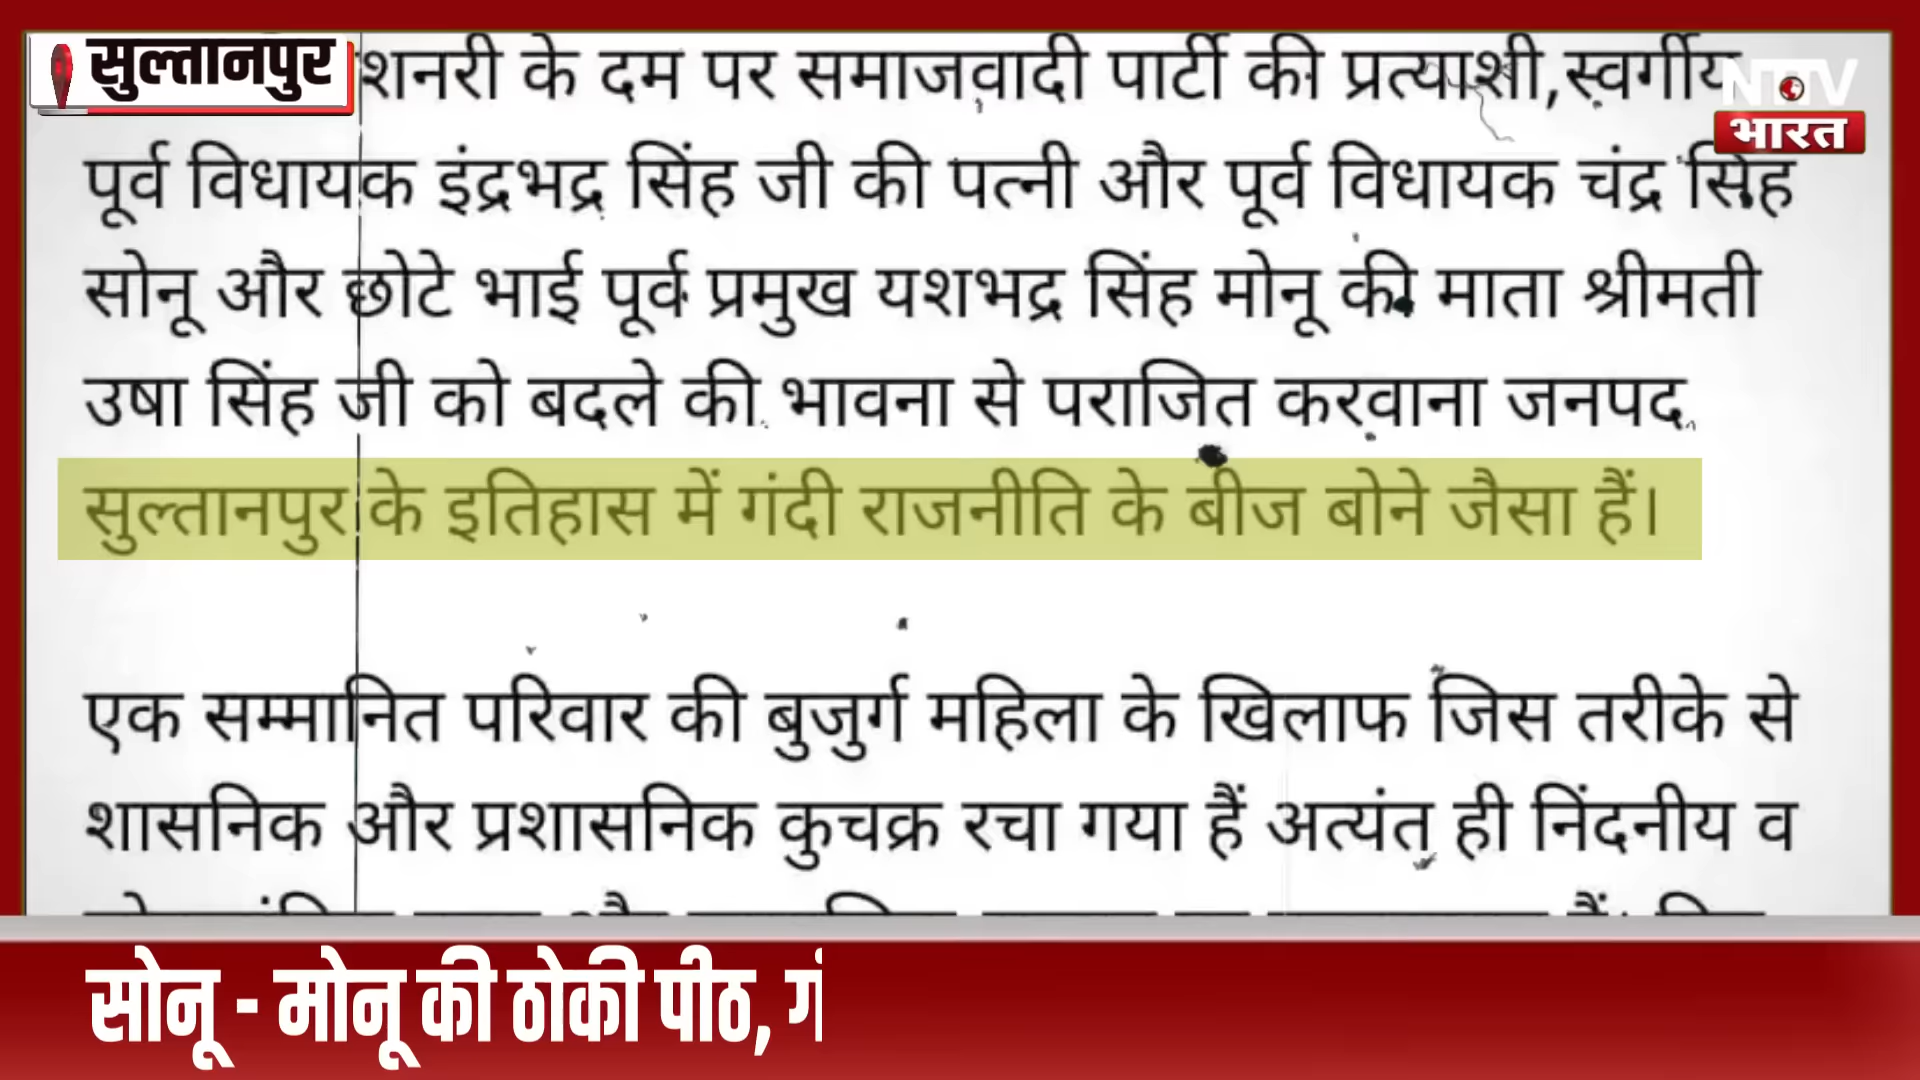 सुल्तानपुर
शनरी के दम पर समाजवादी पार्टी की प्रत्याशी,स्वर्गीय
NDTV
भारत
पूर्व विधायक इंद्रभद्र सिंह जी की पत्नी और पूर्व विधायक चंद्र सिंह
सोनू और छोटे भाई पूर्व प्रमुख यशभद्र सिंह मोनू की माता श्रीमती
उषा सिंह जी को बदले की भावना से पराजित करवाना जनपद
सुल्तानपुर के इतिहास में गंदी राजनीति के बीज बोने जैसा हैं।
एक सम्मानित परिवार की बुजुर्ग महिला के खिलाफ जिस तरीके से
शासनिक और प्रशासनिक कुचक्र रचा गया हैं अत्यंत ही निंदनीय व
सोनू - मोनू की ठोकी पीठ,